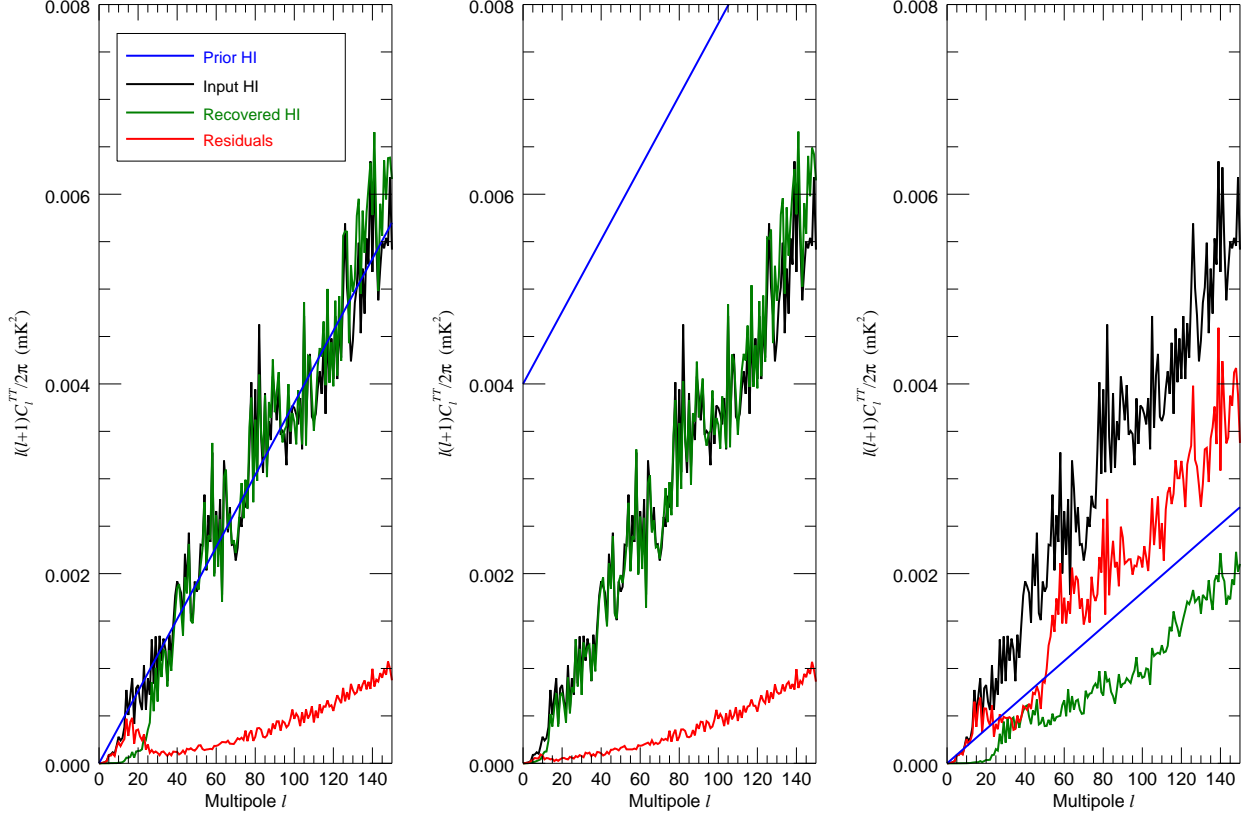 0.008
0.006
0.004
0.002
0.000
l(l+1)C_l^{TT}/2π (mK²)
Prior HI
Input HI
Recovered HI
Residuals
0 20 40 60 80 100 120 140
Multipole l
0.008
0.006
0.004
0.002
0.000
l(l+1)C_l^{TT}/2π (mK²)
0 20 40 60 80 100 120 140
Multipole l
0.008
0.006
0.004
0.002
0.000
l(l+1)C_l^{TT}/2π (mK²)
0 20 40 60 80 100 120 140
Multipole l